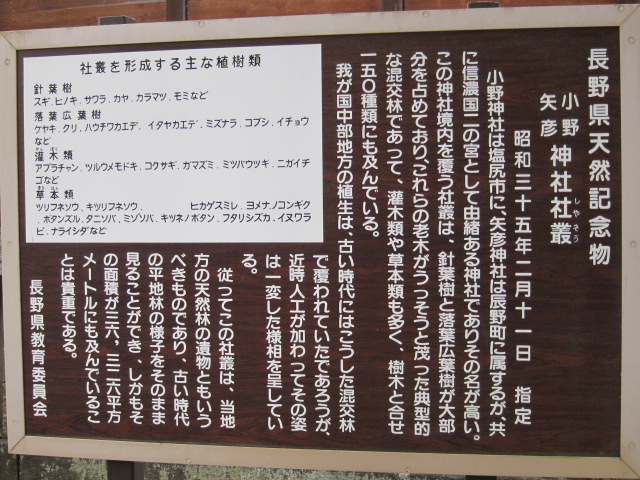 長野県天然記念物
小野
矢彦 神社社叢
しゃそう
昭和三十五年二月十一日 指定
小野神社は塩尻市に、矢彦神社は辰野町に属するが、共
に信濃国二の宮として由緒ある神社でありその名が高い。
この神社境内を覆う社叢は、針葉樹と落葉広葉樹が大部
分を占めており、これらの老木がうっそうと茂った典型的
な混交林であって、灌木類や草本類も多く、樹木と合せ
一五〇種類にも及んでいる。
我が国中部地方の植生は、古い時代にはこうした混交林
で覆われていたであろうが、
近時人工が加わってその姿
は一変した様相を呈してい
る。
従ってこの社叢は、当地
方の天然林の遺物ともいう
べきものであり、古い時代
の平地林の様子をそのまま
見ることができ、しかもそ
の面積が三六、三二六平方
メートルにも及んでいるこ
とは貴重である。
長野県教育委員会
社叢を形成する主な植樹類
針葉樹
スギ、ヒノキ、サワラ、カヤ、カラマツ、モミなど
落葉広葉樹
ケヤキ、クリ、ハウチワカエデ、イタヤカエデ、ミズナラ、コブシ、イチョウ
など
灌木類
アブラチャン、ツルウメモドキ、コクサギ、ガマズミ、ミツバウツギ、ニガイチ
ゴなど
草本類
ツリフネソウ、キツリフネソウ、 ヒカゲスミレ、ヨメナ、ノコンギク
、ボタンズル、タニソバ、ミゾソバ、キツネノボタン、フタリシズカ、イヌワラ
ビ、ナライシダなど